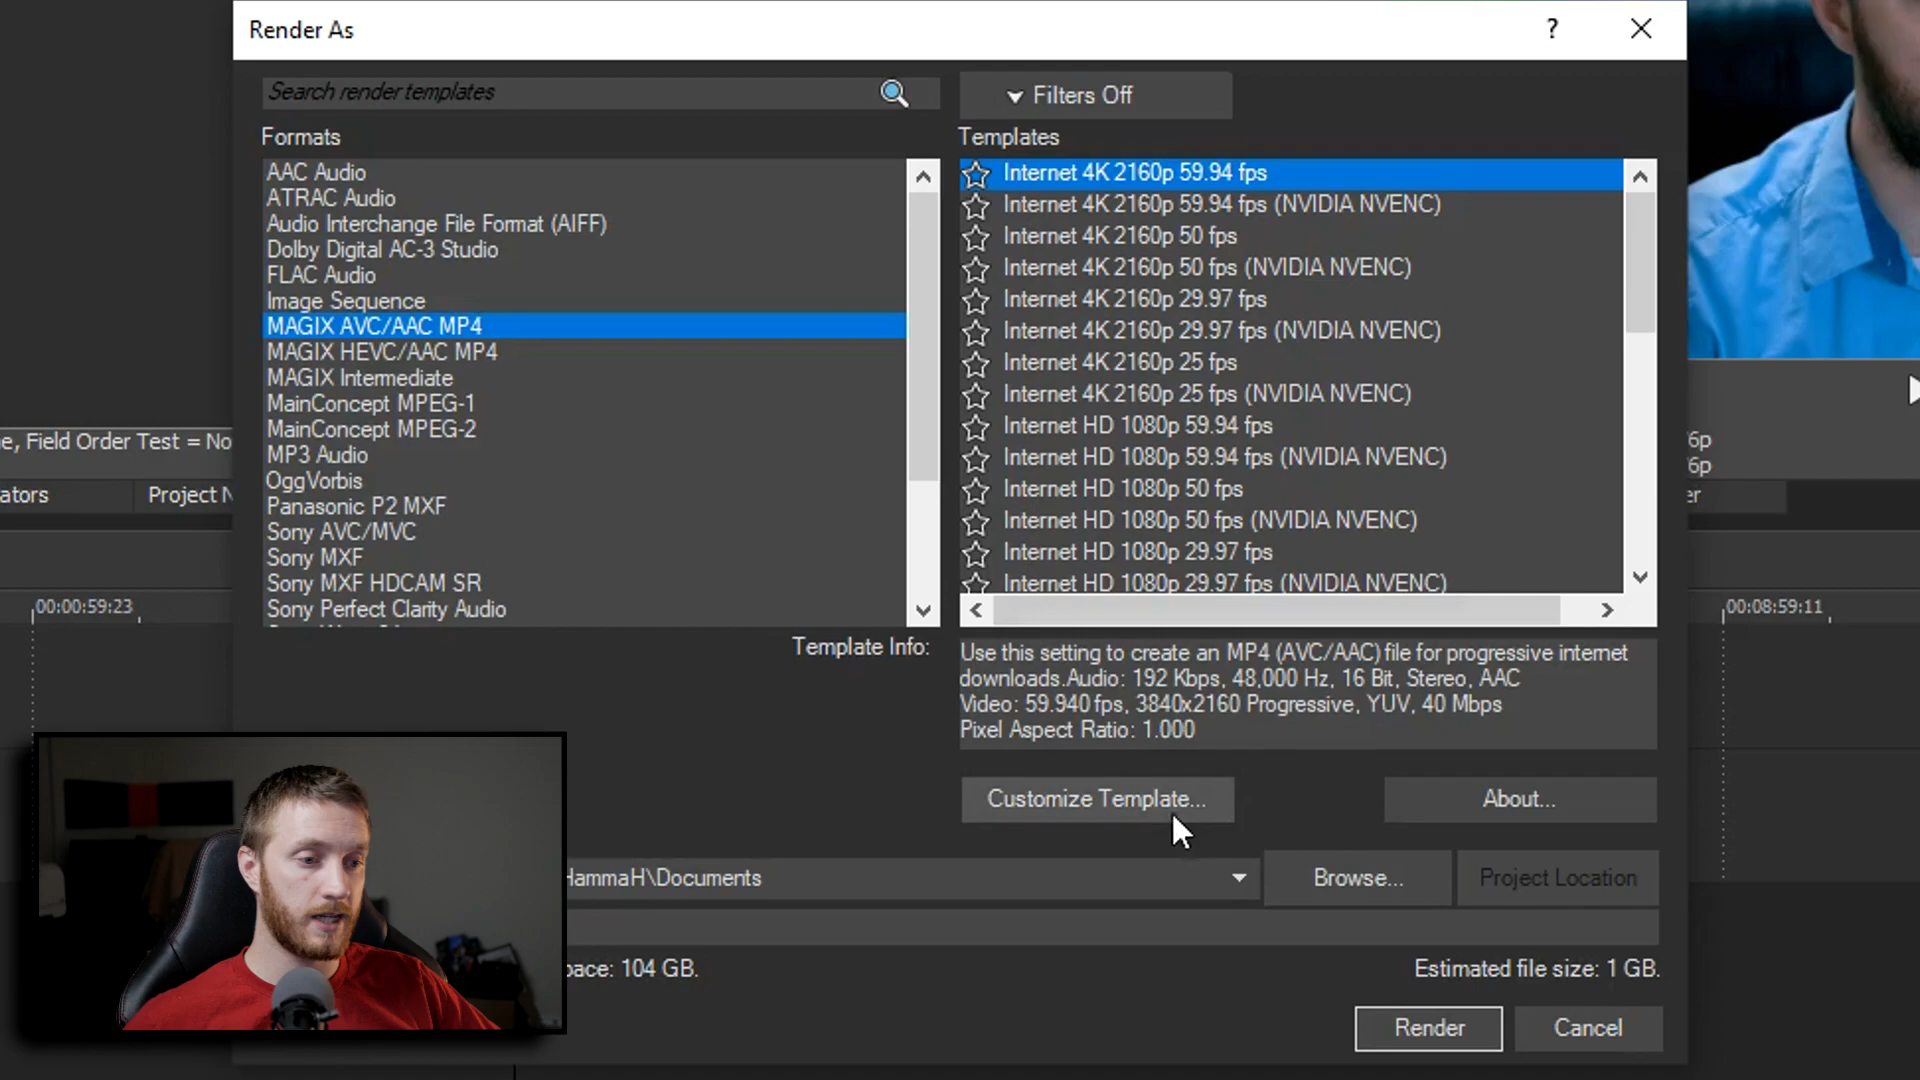 Render As
?
Search render templates
Filters Off
Formats
Templates
AAC Audio
ATRAC Audio
Audio Interchange File Format (AIFF)
Dolby Digital AC-3 Studio
FLAC Audio
Image Sequence
MAGIX AVC/AAC MP4
MAGIX HEVC/AAC MP4
MAGIX Intermediate
MainConcept MPEG-1
MainConcept MPEG-2
MP3 Audio
OggVorbis
Panasonic P2 MXF
Sony AVC/MVC
Sony MXF
Sony MXF HDCAM SR
Sony Perfect Clarity Audio
Internet 4K 2160p 59.94 fps
Internet 4K 2160p 59.94 fps (NVIDIA NVENC)
Internet 4K 2160p 50 fps
Internet 4K 2160p 50 fps (NVIDIA NVENC)
Internet 4K 2160p 29.97 fps
Internet 4K 2160p 29.97 fps (NVIDIA NVENC)
Internet 4K 2160p 25 fps
Internet 4K 2160p 25 fps (NVIDIA NVENC)
Internet HD 1080p 59.94 fps
Internet HD 1080p 59.94 fps (NVIDIA NVENC)
Internet HD 1080p 50 fps
Internet HD 1080p 50 fps (NVIDIA NVENC)
Internet HD 1080p 29.97 fps
Internet HD 1080p 29.97 fps (NVIDIA NVENC)
Template Info:
Use this setting to create an MP4 (AVC/AAC) file for progressive internet
downloads.Audio: 192 Kbps, 48,000 Hz, 16 Bit, Stereo, AAC
Video: 59.940 fps, 3840x2160 Progressive, YUV, 40 Mbps
Pixel Aspect Ratio: 1.000
Customize Template...
About...
HammaH\Documents
Browse...
Project Location
pace: 104 GB.
Estimated file size: 1 GB.
Render
Cancel
e, Field Order Test = No
ators
Project N
00:00:59:23
6p
6p
er
00:08:59:11